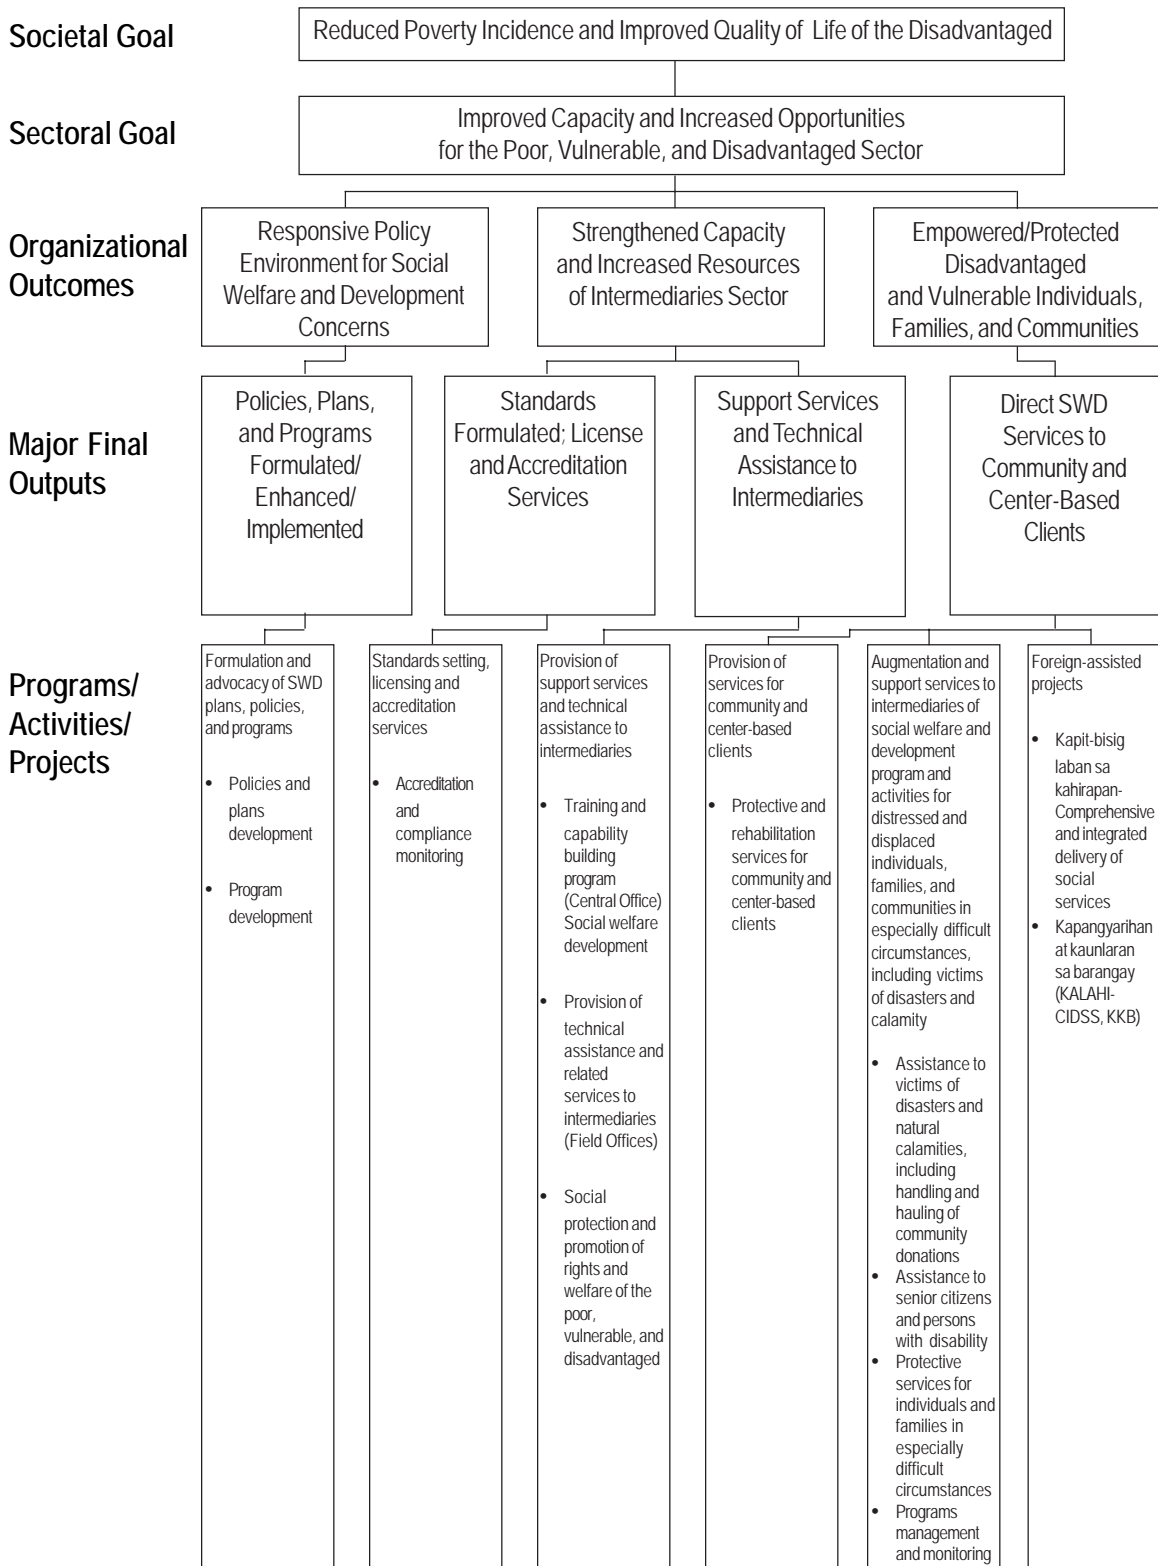 Societal Goal
Reduced Poverty Incidence and Improved Quality of Life of the Disadvantaged
Sectoral Goal
Improved Capacity and Increased Opportunities
for the Poor, Vulnerable, and Disadvantaged Sector
Organizational
Outcomes
Responsive Policy
Environment for Social
Welfare and Development
Concerns
Strengthened Capacity
and Increased Resources
of Intermediaries Sector
Empowered/Protected
Disadvantaged
and Vulnerable Individuals,
Families, and Communities
Major Final
Outputs
Policies, Plans,
and Programs
Formulated/
Enhanced/
Implemented
Standards
Formulated; License
and Accreditation
Services
Support Services
and Technical
Assistance to
Intermediaries
Direct SWD
Services to
Community and
Center-Based
Clients
Programs/
Activities/
Projects
Formulation and
advocacy of SWD
plans, policies,
and programs
• Policies and
plans
development
• Program
development
Standards setting,
licensing and
accreditation
services
• Accreditation
and
compliance
monitoring
Provision of
support services
and technical
assistance to
intermediaries
• Training and
capability
building
program
(Central Office)
Social welfare
development
• Provision of
technical
assistance and
related
services to
intermediaries
(Field Offices)
• Social
protection and
promotion of
rights and
welfare of the
poor,
vulnerable, and
disadvantaged
Provision of
services for
community and
center-based
clients
• Protective and
rehabilitation
services for
community and
center-based
clients
Augmentation and
support services to
intermediaries of
social welfare and
development
program and
activities for
distressed and
displaced
individuals,
families, and
communities in
especially difficult
circumstances,
including victims
of disasters and
calamity
• Assistance to
victims of
disasters and
natural
calamities,
including
handling and
hauling of
community
donations
• Assistance to
senior citizens
and persons
with disability
• Protective
services for
individuals and
families in
especially
difficult
circumstances
• Programs
management
and monitoring
Foreign-assisted
projects
• Kapit-bisig
laban sa
kahirapan-
Comprehensive
and integrated
delivery of
social
services
• Kapangyarihan
at kaunlaran
sa barangay
(KALAHI-
CIDSS, KKB)